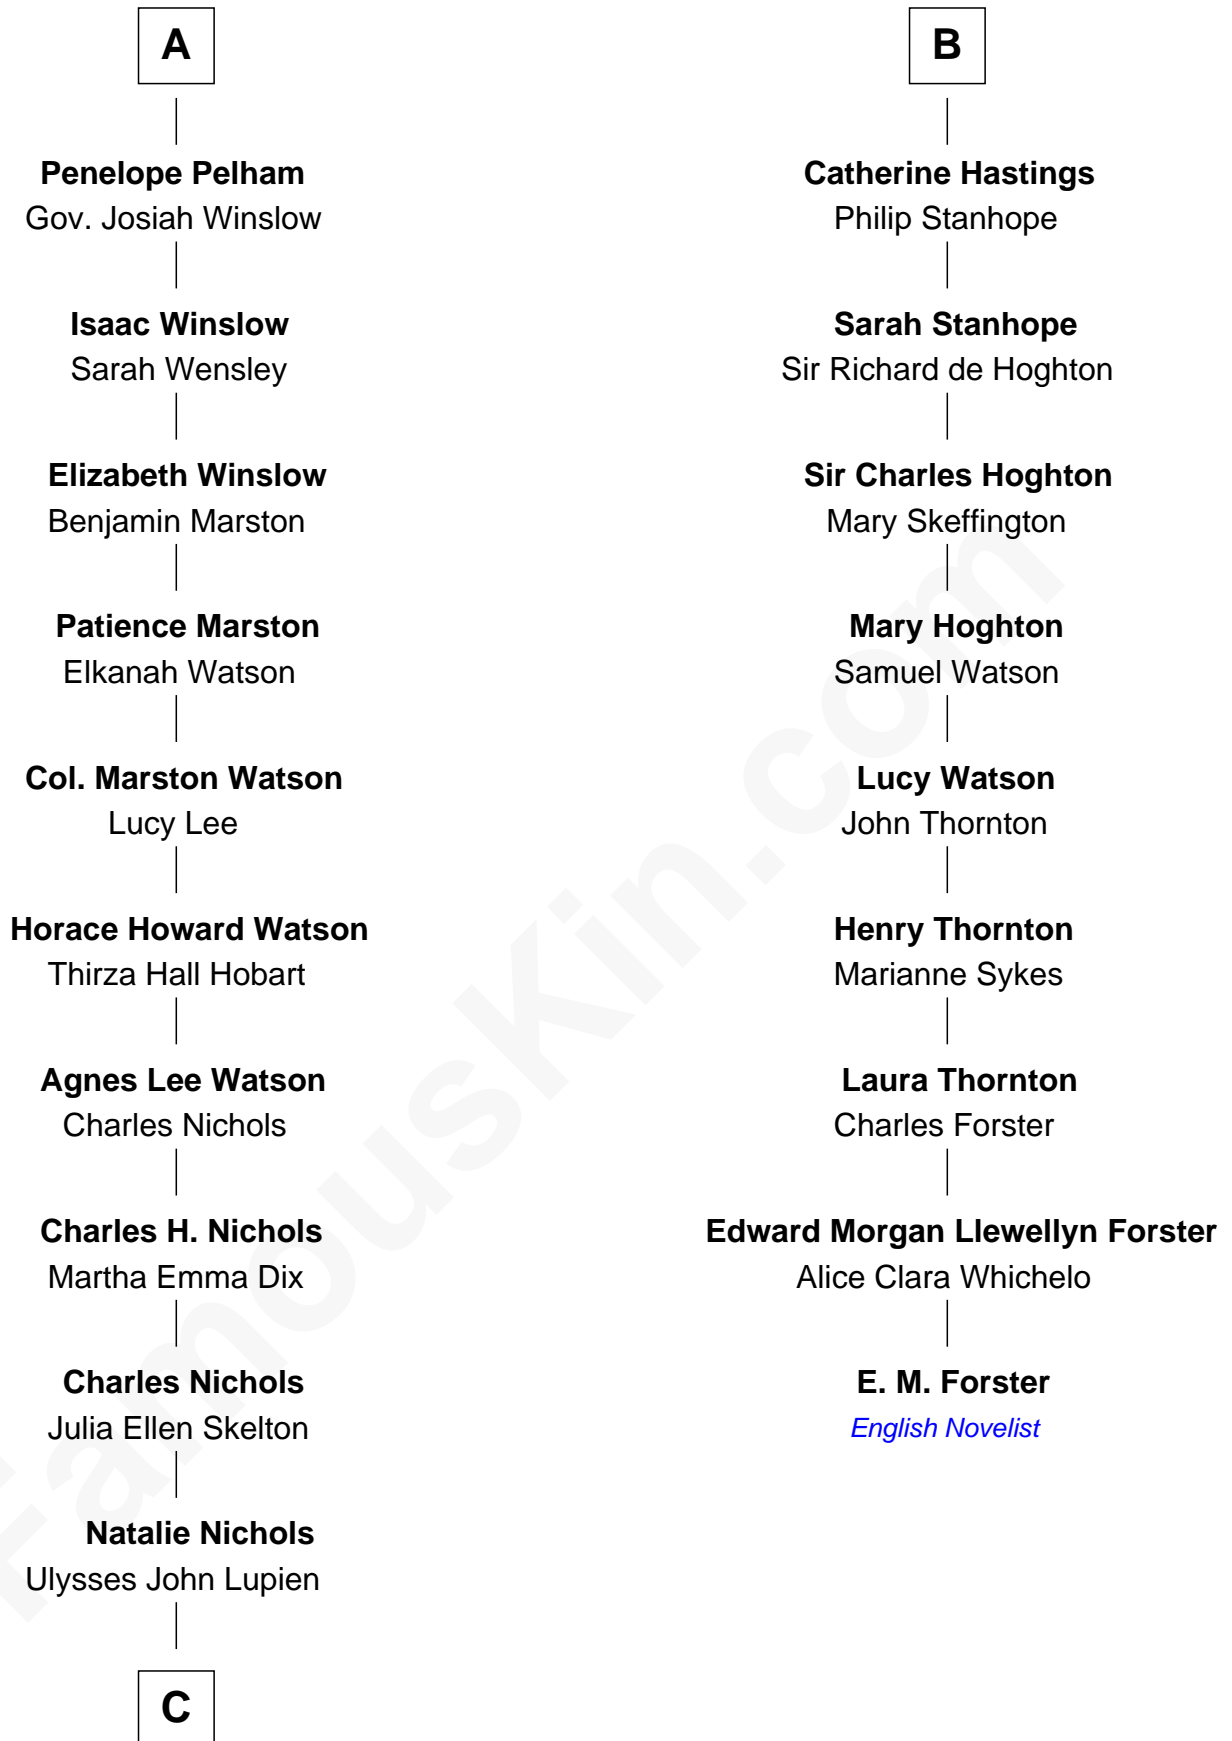 A
Penelope Pelham
Gov. Josiah Winslow
Isaac Winslow
Sarah Wensley
Elizabeth Winslow
Benjamin Marston
Patience Marston
Elkanah Watson
Col. Marston Watson
Lucy Lee
Horace Howard Watson
Thirza Hall Hobart
Agnes Lee Watson
Charles Nichols
Charles H. Nichols
Martha Emma Dix
Charles Nichols
Julia Ellen Skelton
Natalie Nichols
Ulysses John Lupien
C
B
Catherine Hastings
Philip Stanhope
Sarah Stanhope
Sir Richard de Hoghton
Sir Charles Hoghton
Mary Skeffington
Mary Hoghton
Samuel Watson
Lucy Watson
John Thornton
Henry Thornton
Marianne Sykes
Laura Thornton
Charles Forster
Edward Morgan Llewellyn Forster
Alice Clara Whichelo
E. M. Forster
English Novelist
FamousKin.com